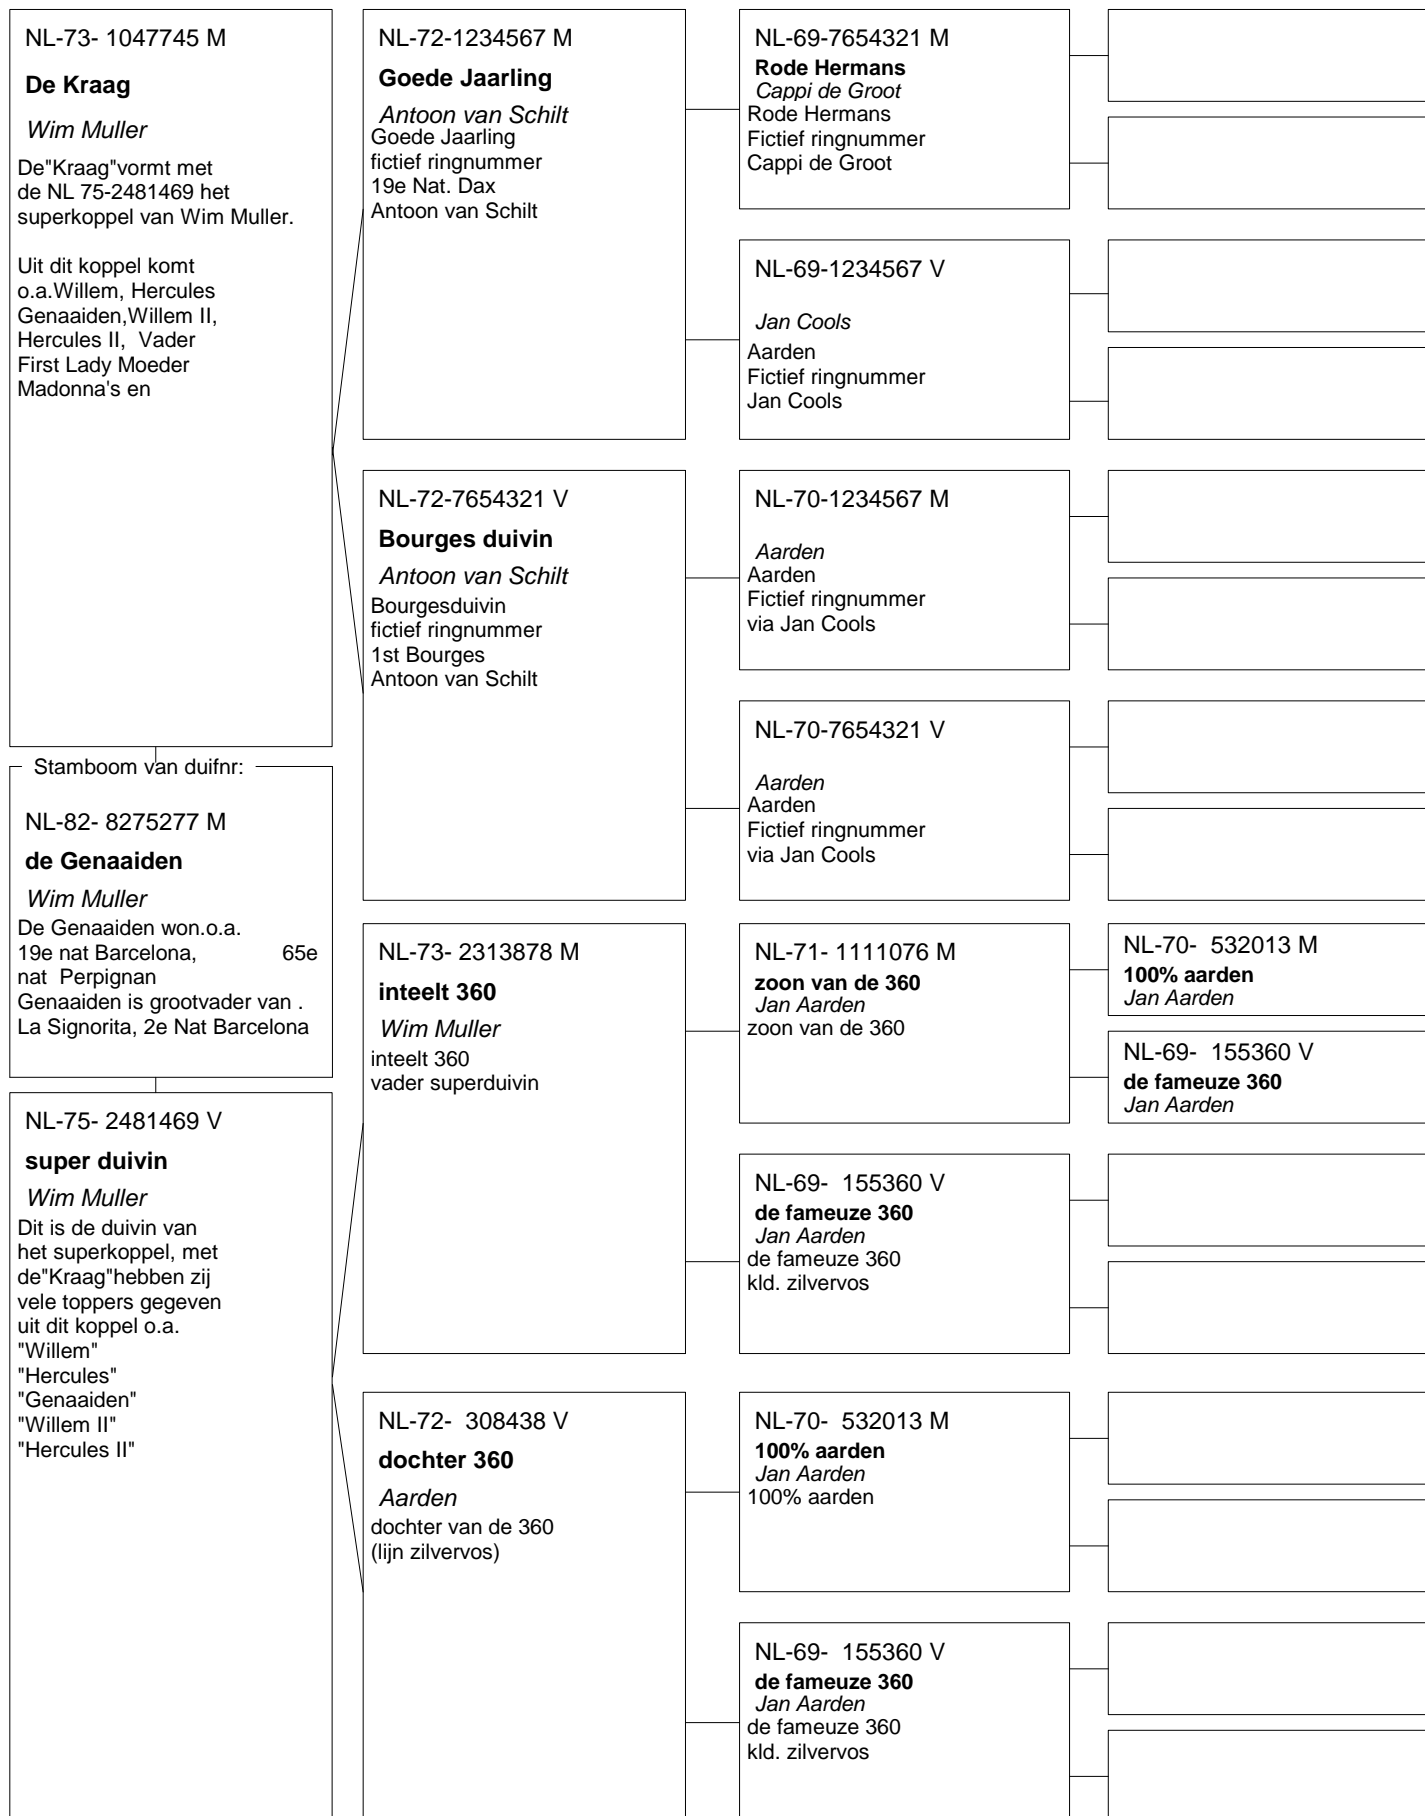 NL-73- 1047745 M
De Kraag
Wim Muller
De"Kraag"vormt met
de NL 75-2481469 het
superkoppel van Wim Muller.
Uit dit koppel komt
o.a.Willem, Hercules
Genaaiden,Willem II,
Hercules II, Vader
First Lady Moeder
Madonna's en
Stamboom van duifnr:
NL-82- 8275277 M
de Genaaiden
Wim Muller
De Genaaiden won.o.a.
19e nat Barcelona, 65e
nat Perpignan
Genaaiden is grootvader van .
La Signorita, 2e Nat Barcelona
NL-75- 2481469 V
super duivin
Wim Muller
Dit is de duivin van
het superkoppel, met
de"Kraag"hebben zij
vele toppers gegeven
uit dit koppel o.a.
"Willem"
"Hercules"
"Genaaiden"
"Willem II"
"Hercules II"
NL-72-1234567 M
Goede Jaarling
Antoon van Schilt
Goede Jaarling
fictief ringnummer
19e Nat. Dax
Antoon van Schilt
NL-72-7654321 V
Bourges duivin
Antoon van Schilt
Bourgesduivin
fictief ringnummer
1st Bourges
Antoon van Schilt
NL-73- 2313878 M
inteelt 360
Wim Muller
inteelt 360
vader superduivin
NL-72- 308438 V
dochter 360
Aarden
dochter van de 360
(lijn zilvervos)
NL-69-7654321 M
Rode Hermans
Cappi de Groot
Rode Hermans
Fictief ringnummer
Cappi de Groot
NL-69-1234567 V
Jan Cools
Aarden
Fictief ringnummer
Jan Cools
NL-70-1234567 M
Aarden
Aarden
Fictief ringnummer
via Jan Cools
NL-70-7654321 V
Aarden
Aarden
Fictief ringnummer
via Jan Cools
NL-71- 1111076 M
zoon van de 360
Jan Aarden
zoon van de 360
NL-69- 155360 V
de fameuze 360
Jan Aarden
de fameuze 360
kld. zilvervos
NL-70- 532013 M
100% aarden
Jan Aarden
100% aarden
NL-69- 155360 V
de fameuze 360
Jan Aarden
de fameuze 360
kld. zilvervos
NL-70- 532013 M
100% aarden
Jan Aarden
NL-69- 155360 V
de fameuze 360
Jan Aarden